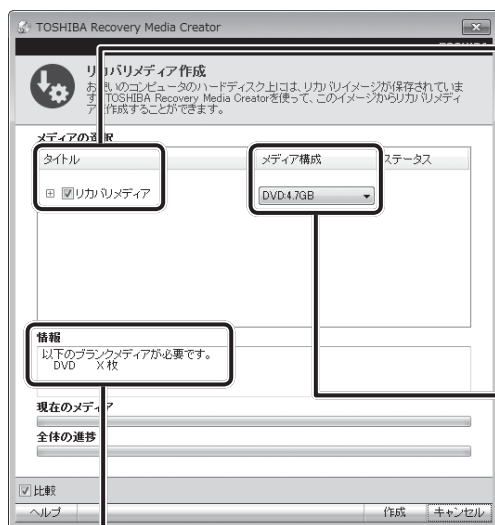 TOSHIBA Recovery Media Creator
リカバリメディア作成
お使いのコンピュータのハードディスク上には、リカバリイメージが保存されていま
す。TOSHIBA Recovery Media Creatorを使って、このイメージからリカバリメディ
アを作成することができます。
メディアの選択
タイトル メディア構成 ステータス
リカバリメディア DVD:4.7GB
情報
以下のブランクメディアが必要です。
DVD X枚
現在のメディア
全体の進捗
比較
ヘルプ 作成 キャンセル